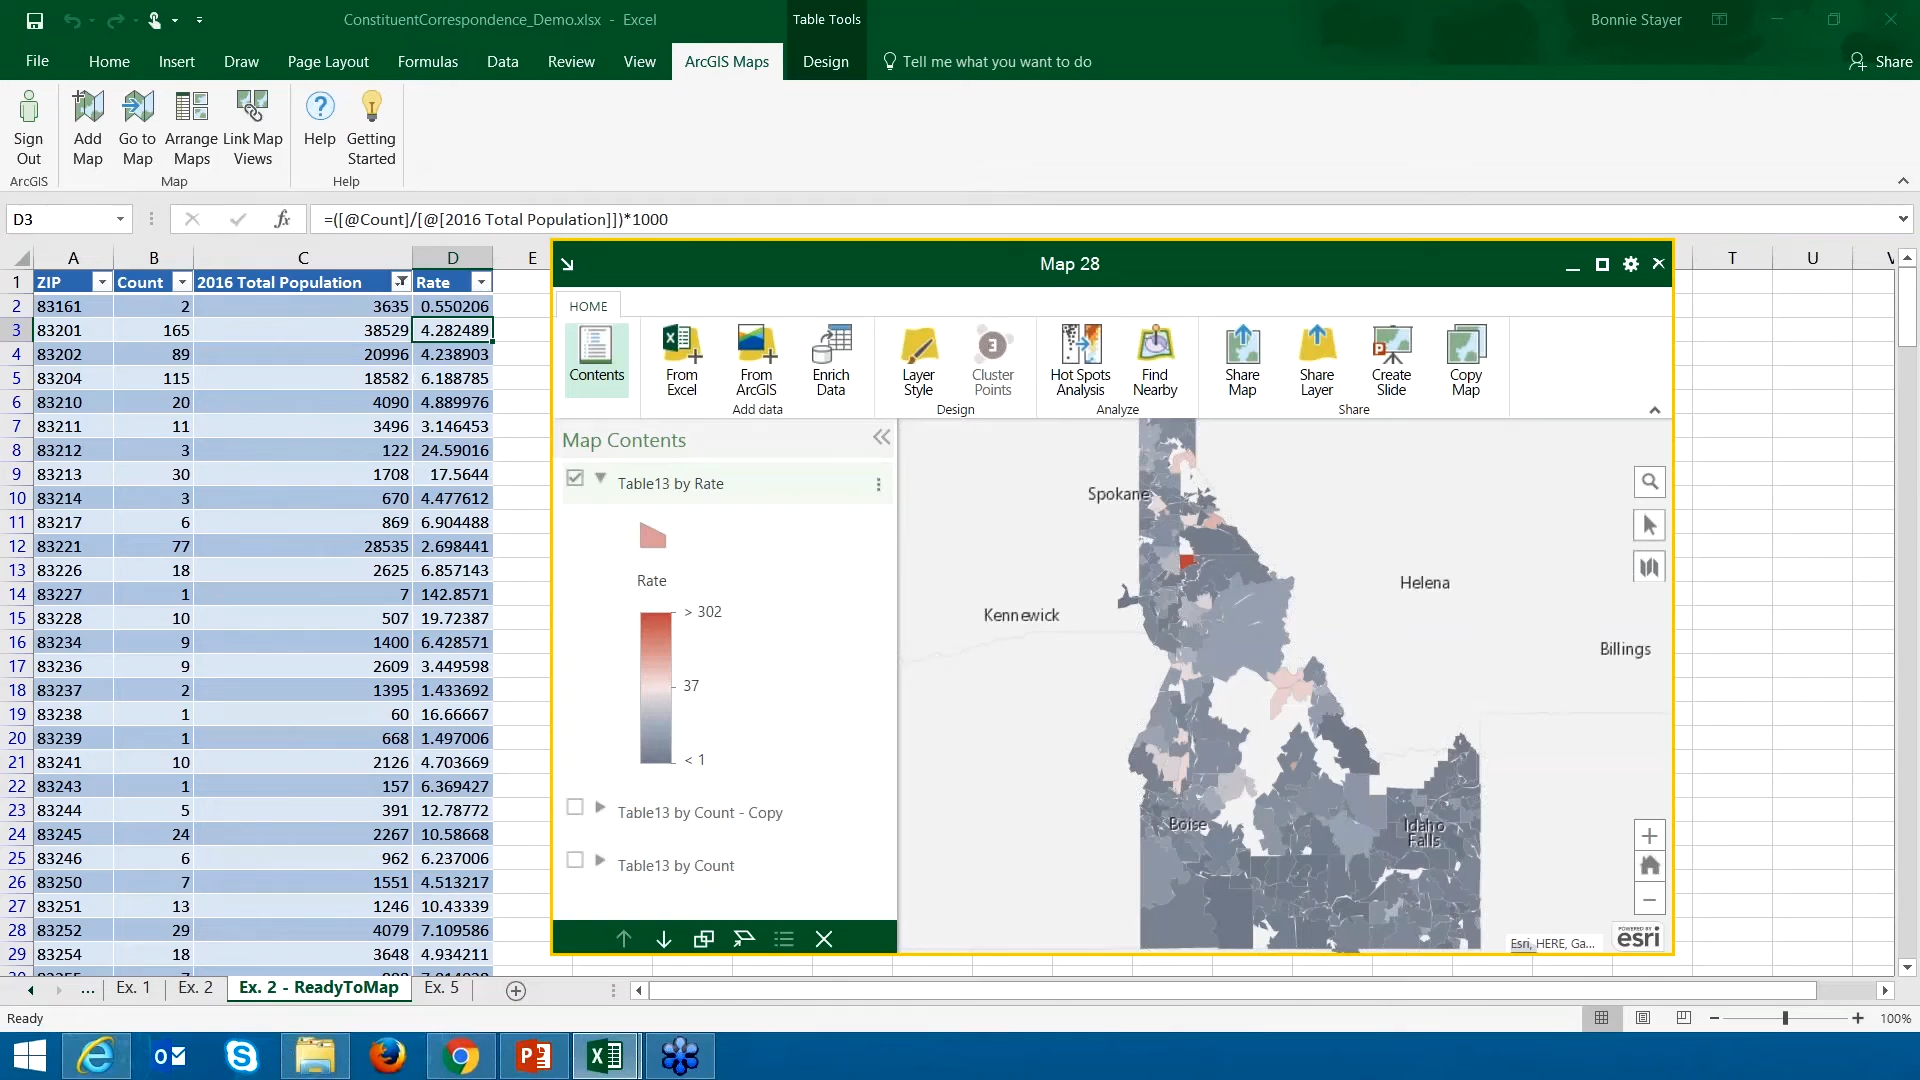 ConstituentCorrespondence_Demo.xlsx - Excel
Table Tools
Bonnie Stayer
File Home Insert Draw Page Layout Formulas Data Review View ArcGIS Maps Design Tell me what you want to do Share
Sign Out
Add Map
Go to Map
Arrange Maps
Link Map Views
Help
Getting Started
ArcGIS Map Help
D3
fx =([@Count]/[@[2016 Total Population]])*1000
A B C D E T U V
1 ZIP Count 2016 Total Population Rate
2 83161 2 3635 0.550206
3 83201 165 38529 4.282489
4 83202 89 20996 4.238903
5 83204 115 18582 6.188785
6 83210 20 4090 4.889976
7 83211 11 3496 3.146453
8 83212 3 122 24.59016
9 83213 30 1708 17.5644
10 83214 3 670 4.477612
11 83217 6 869 6.904488
12 83221 77 28535 2.698441
13 83226 18 2625 6.857143
14 83227 1 7 142.8571
15 83228 10 507 19.72387
16 83234 9 1400 6.428571
17 83236 9 2609 3.449598
18 83237 2 1395 1.433692
19 83238 1 60 16.66667
20 83239 1 668 1.497006
21 83241 10 2126 4.703669
22 83243 1 157 6.369427
23 83244 5 391 12.78772
24 83245 24 2267 10.58668
25 83246 6 962 6.237006
26 83250 7 1551 4.513217
27 83251 13 1246 10.43339
28 83252 29 4079 7.109586
29 83254 18 3648 4.934211
Map 28
HOME
Contents
From Excel
From ArcGIS
Enrich Data
Layer Style
3
Cluster Points
Hot Spots Analysis
Find Nearby
Share Map
Share Layer
Create Slide
Copy Map
Add data Design Analyze Share
Map Contents
Table13 by Rate
Rate
> 302
37
< 1
Table13 by Count - Copy
Table13 by Count
Spokane
Helena
Kennewick
Billings
Boise
Idaho
Falls
Esri, HERE, Ga...
POWERED BY
esri
... Ex. 1 Ex. 2 Ex. 2 - ReadyToMap Ex. 5
Ready
100%